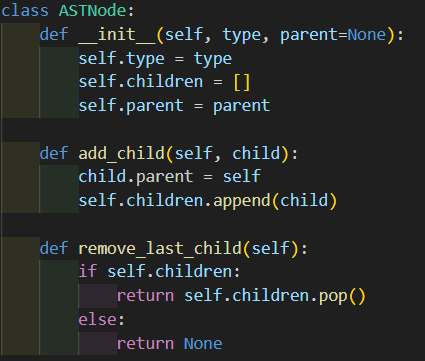 class ASTNode:
    def __init__(self, type, parent=None):
        self.type = type
        self.children = []
        self.parent = parent

    def add_child(self, child):
        child.parent = self
        self.children.append(child)

    def remove_last_child(self):
        if self.children:
            return self.children.pop()
        else:
            return None